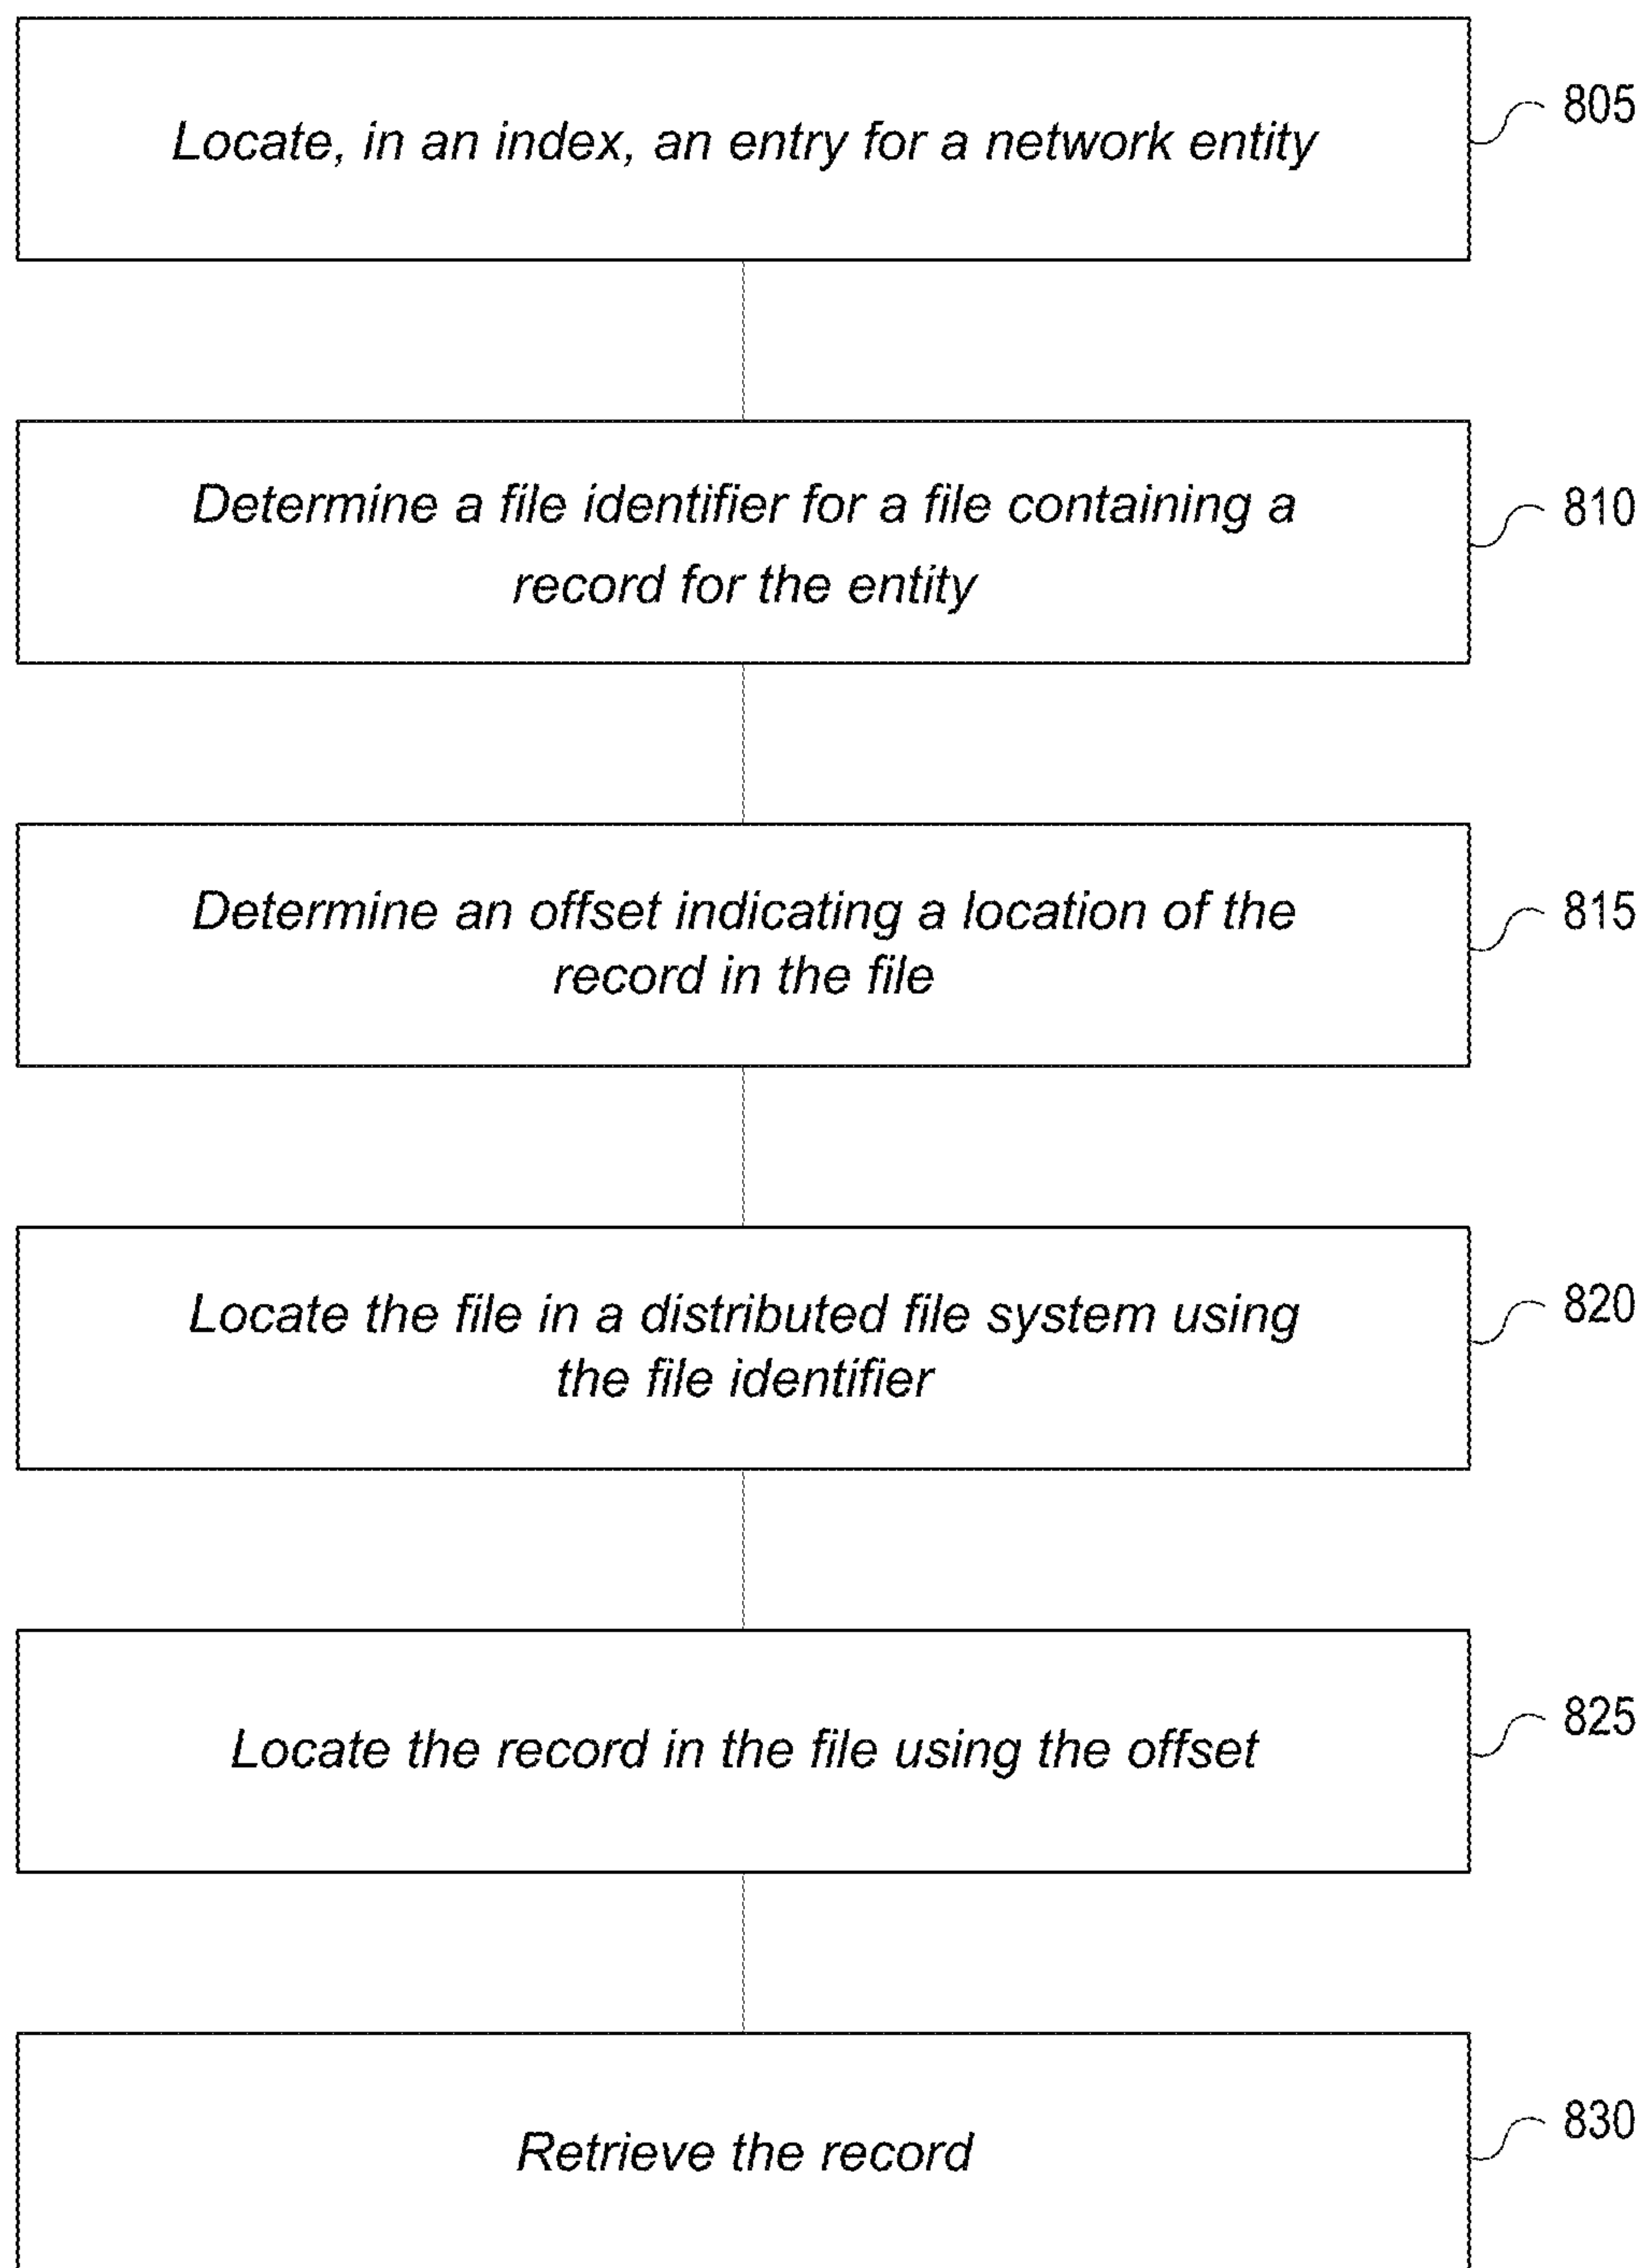 Locate, in an index, an entry for a network entity
805
Determine a file identifier for a file containing a
record for the entity
810
Determine an offset indicating a location of the
record in the file
815
Locate the file in a distributed file system using
the file identifier
820
Locate the record in the file using the offset
825
Retrieve the record
830